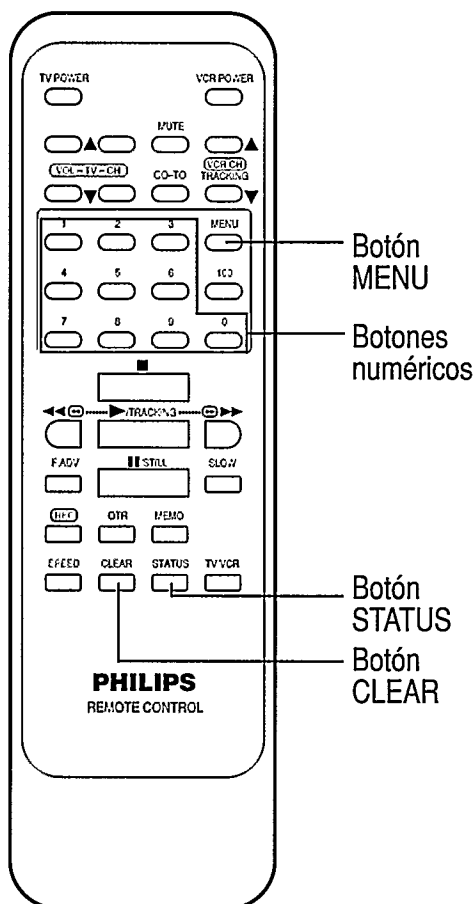 TV POWER VCR POWER
▲ MUTE ▲
VOL-TV-CH GO-TO VCR CH TRACKING
▼ ▼
1 2 3 MENU
Botón
MENU
4 5 6 100
7 8 9 0
Botones
numéricos
■
◀◀ ▶/TRACKING ▶▶
F.ADV ❚❚/STILL SLOW
REC OTR MEMO
SPEED CLEAR STATUS TV/VCR
Botón
STATUS
Botón
CLEAR
PHILIPS
REMOTE CONTROL